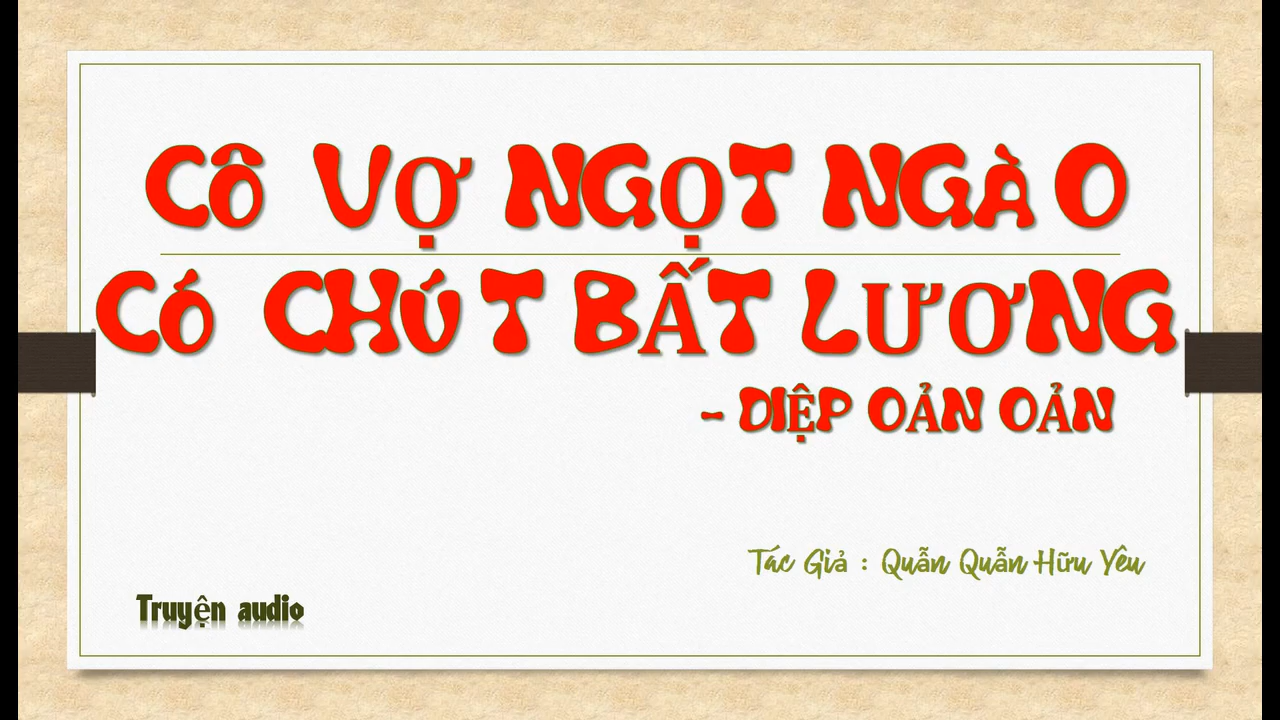 CÔ VỢ NGỌT NGÀO
CÓ CHÚT BẤT LƯƠNG
- DIỆP OẢN OẢN
Tác Giả : Quẫn Quẫn Hữu Yêu
Truyện audio